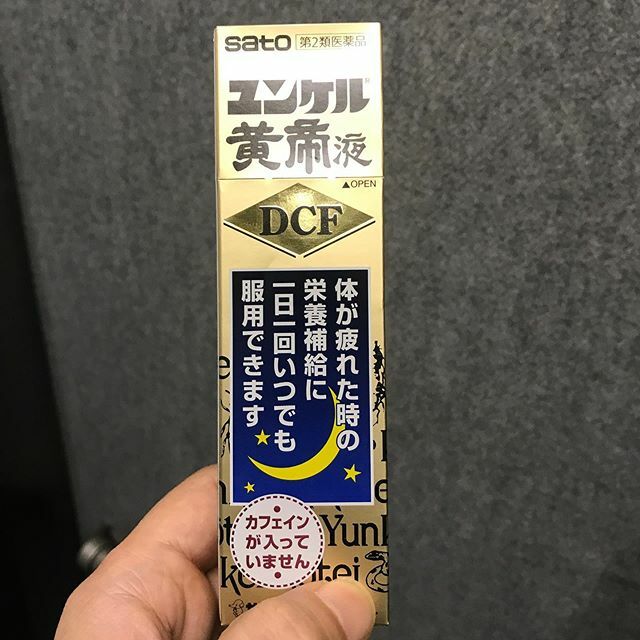 sato 第2類医薬品
ユンケル
黄帝液
▲OPEN
DCF
体が疲れた時の
栄養補給に
一日一回いつでも
服用できます
カフェイン
が入って
いません
Yunk
tei